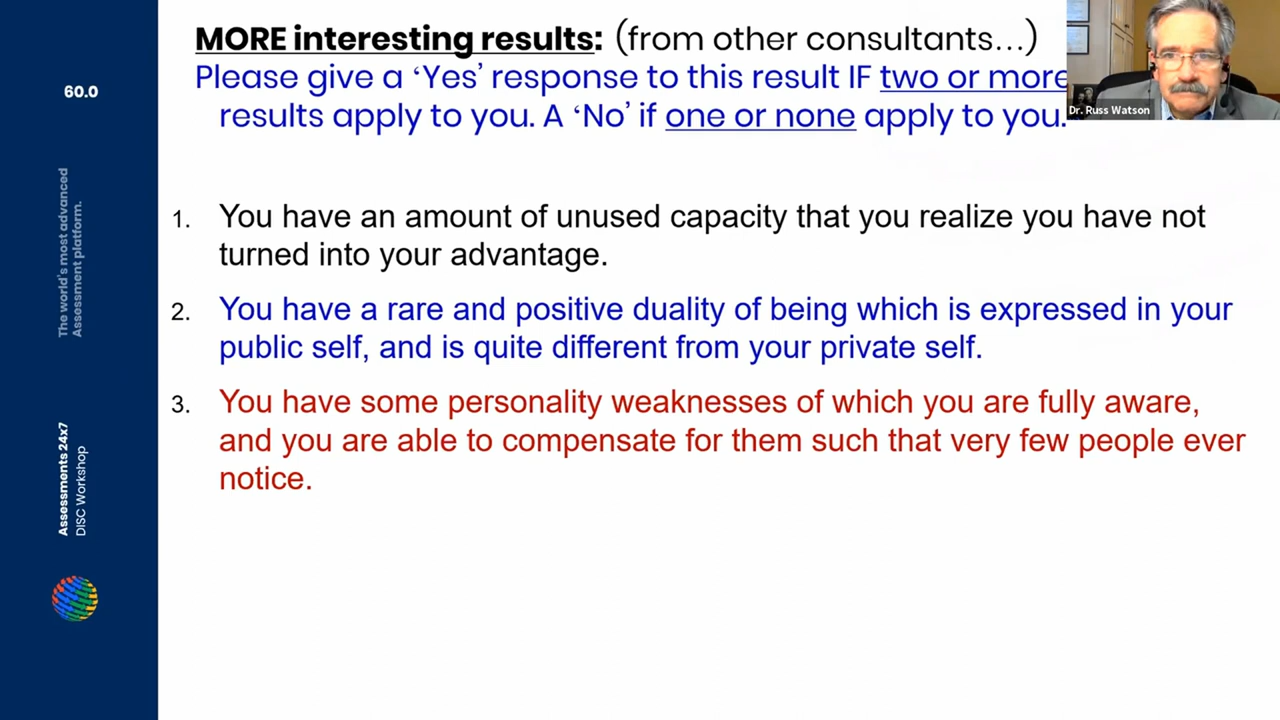 MORE interesting results: (from other consultants…)
Please give a ‘Yes’ response to this result IF two or more
results apply to you. A ‘No’ if one or none apply to you.
60.0
Dr. Russ Watson
The world's most advanced
Assessment platform.
1. You have an amount of unused capacity that you realize you have not
turned into your advantage.
2. You have a rare and positive duality of being which is expressed in your
public self, and is quite different from your private self.
3. You have some personality weaknesses of which you are fully aware,
and you are able to compensate for them such that very few people ever
notice.
Assessments 24x7
DISC Workshop